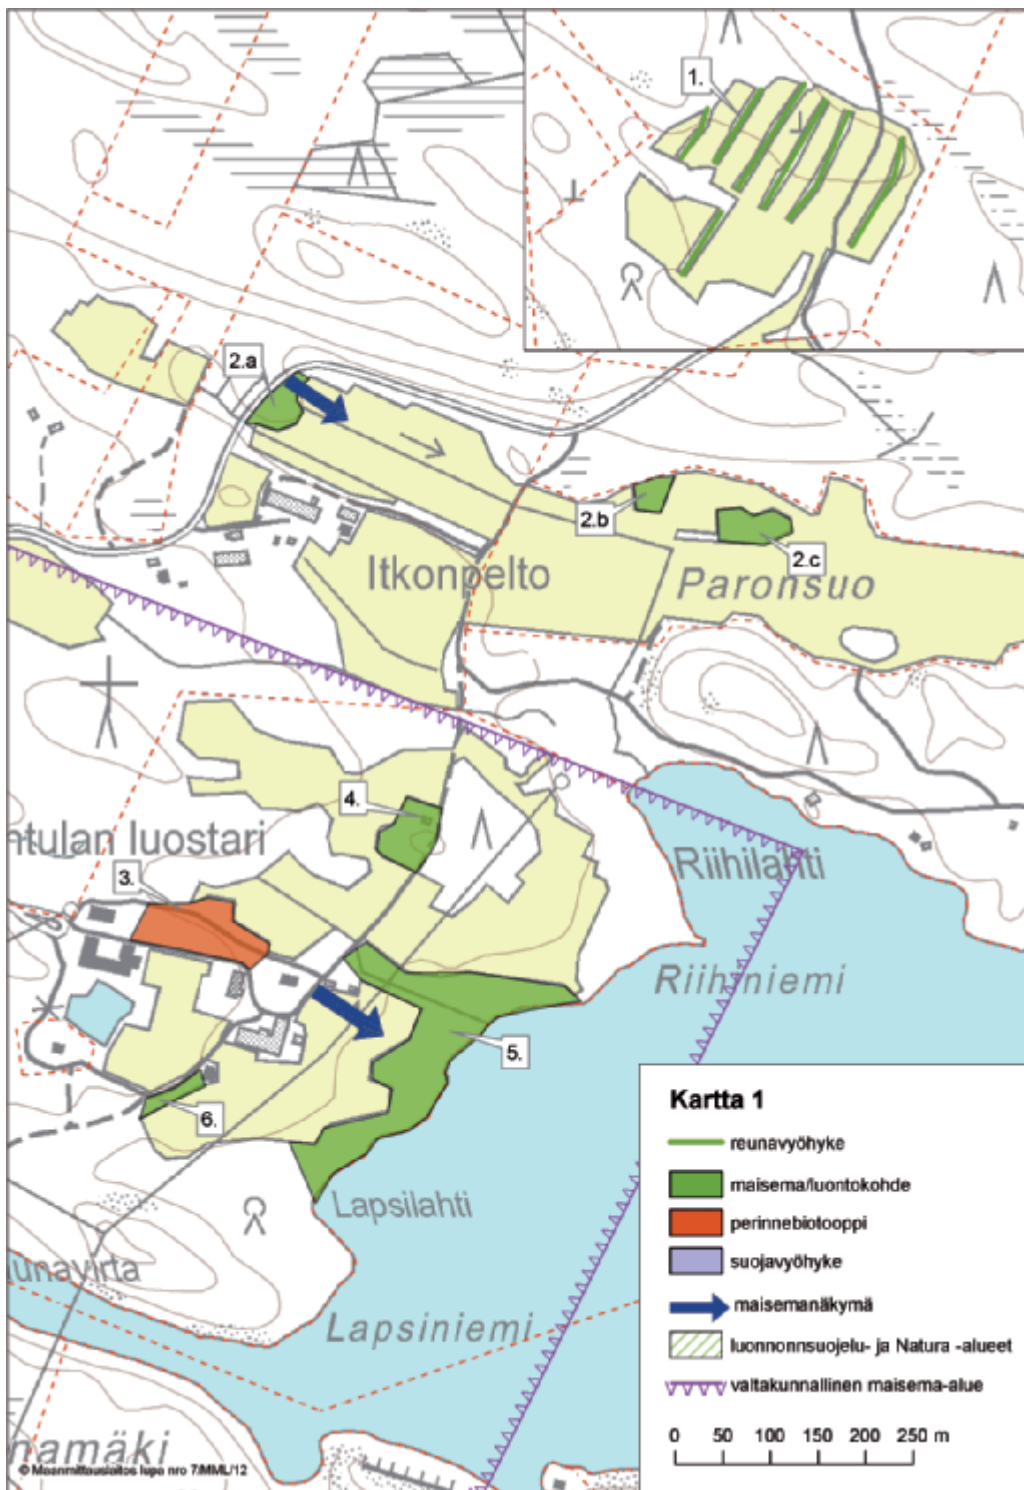 1.
2.a
2.b
2.c
Itkonpelto
Paronsuo
4.
ntulan luostari
3.
Riihilahti
Riihiniemi
5.
6.
Lapsilahti
unavirta
Lapsiniemi
namäki
© Maanmittauslaitos lupa nro 7/MML/12
Kartta 1
reunavyöhyke
maisema/luontokohde
perinnebiotooppi
suojavyöhyke
maisemanäkymä
luonnonnsuojelu- ja Natura -alueet
valtakunnallinen maisema-alue
0 50 100 150 200 250 m